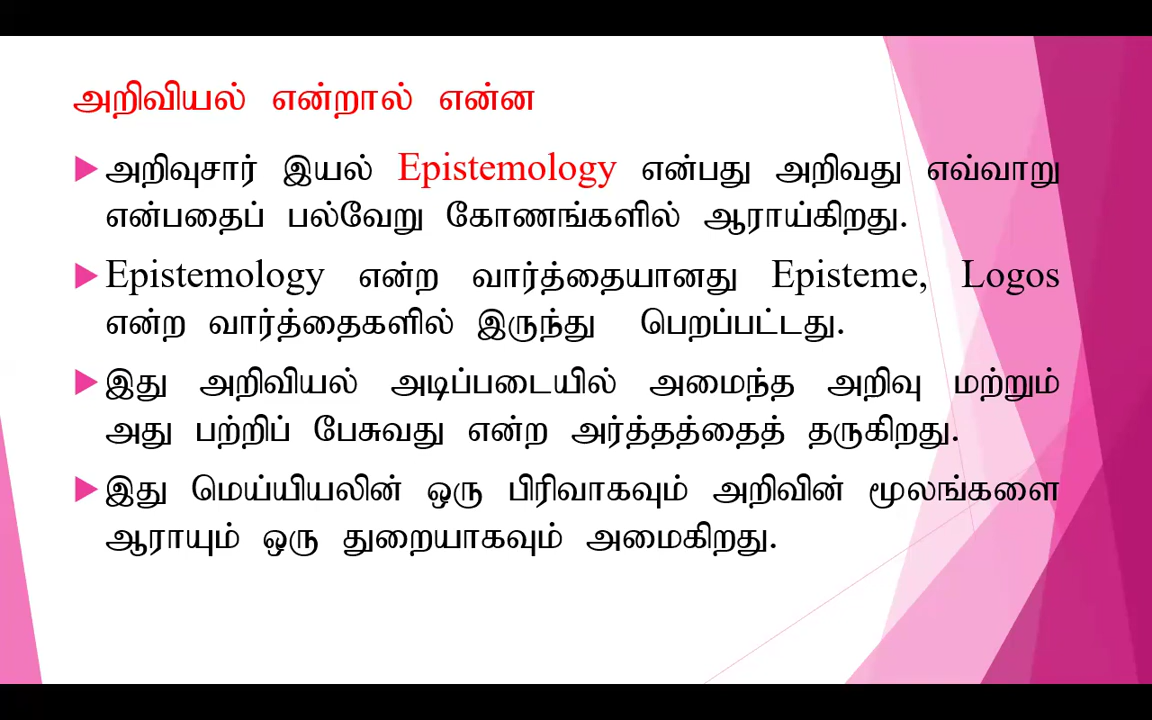 அறிவியல் என்றால் என்ன
அறிவுசார் இயல் Epistemology என்பது அறிவது எவ்வாறு
என்பதைப் பல்வேறு கோணங்களில் ஆராய்கிறது.
Epistemology என்ற வார்த்தையானது Episteme, Logos
என்ற வார்த்தைகளில் இருந்து பெறப்பட்டது.
இது அறிவியல் அடிப்படையில் அமைந்த அறிவு மற்றும்
அது பற்றிப் பேசுவது என்ற அர்த்தத்தைத் தருகிறது.
இது மெய்யியலின் ஒரு பிரிவாகவும் அறிவின் மூலங்களை
ஆராயும் ஒரு துறையாகவும் அமைகிறது.